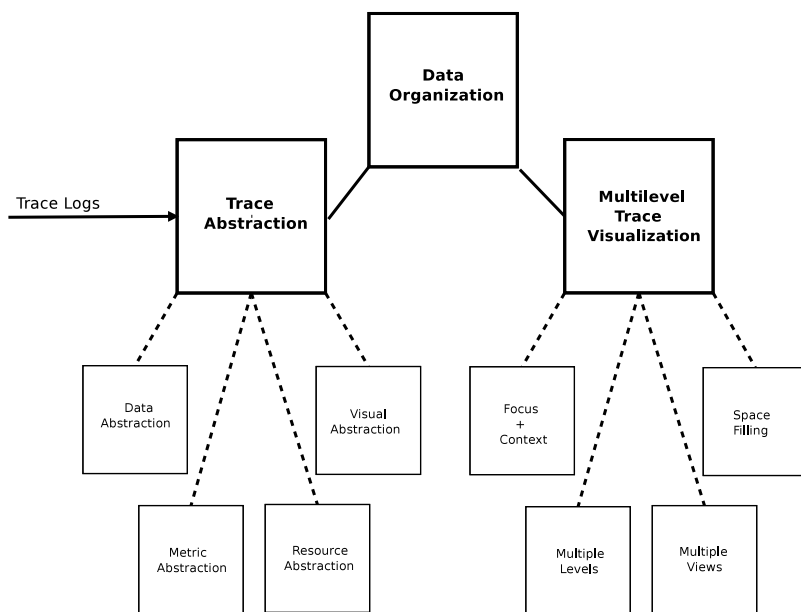 Data
Organization
Trace Logs
Trace
Abstraction
Multilevel
Trace
Visualization
Data
Abstraction
Visual
Abstraction
Focus
+
Context
Space
Filling
Metric
Abstraction
Resource
Abstraction
Multiple
Levels
Multiple
Views